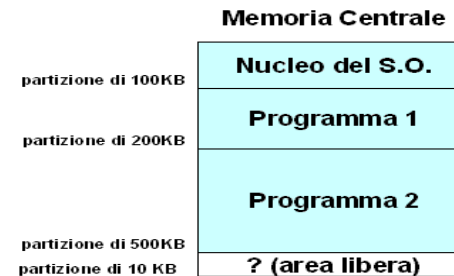 Memoria Centrale
Nucleo del S.O.
partizione di 100KB
Programma 1
partizione di 200KB
Programma 2
partizione di 500KB
partizione di 10 KB
? (area libera)